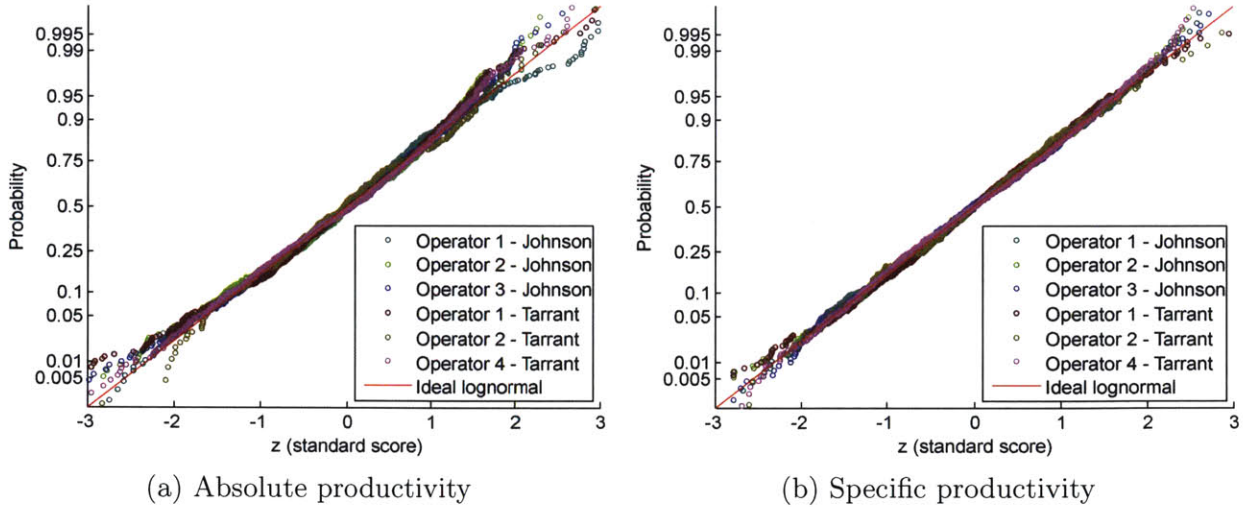 0.995
0.99
0.95
0.9
0.75
0.5
0.25
0.1
0.05
0.01
0.005
Probability
-3 -2 -1 0 1 2 3
z (standard score)
Operator 1 - Johnson
Operator 2 - Johnson
Operator 3 - Johnson
Operator 1 - Tarrant
Operator 2 - Tarrant
Operator 4 - Tarrant
Ideal lognormal
(a) Absolute productivity
0.995
0.99
0.95
0.9
0.75
0.5
0.25
0.1
0.05
0.01
0.005
Probability
-3 -2 -1 0 1 2 3
z (standard score)
Operator 1 - Johnson
Operator 2 - Johnson
Operator 3 - Johnson
Operator 1 - Tarrant
Operator 2 - Tarrant
Operator 4 - Tarrant
Ideal lognormal
(b) Specific productivity